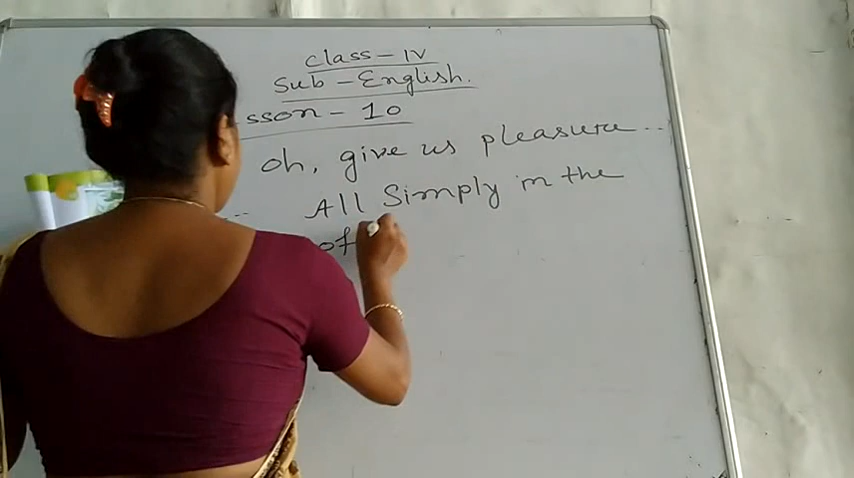 Class - IV
Sub - English.
sson - 10
oh, give us pleasure ...
... All Simply in the
of